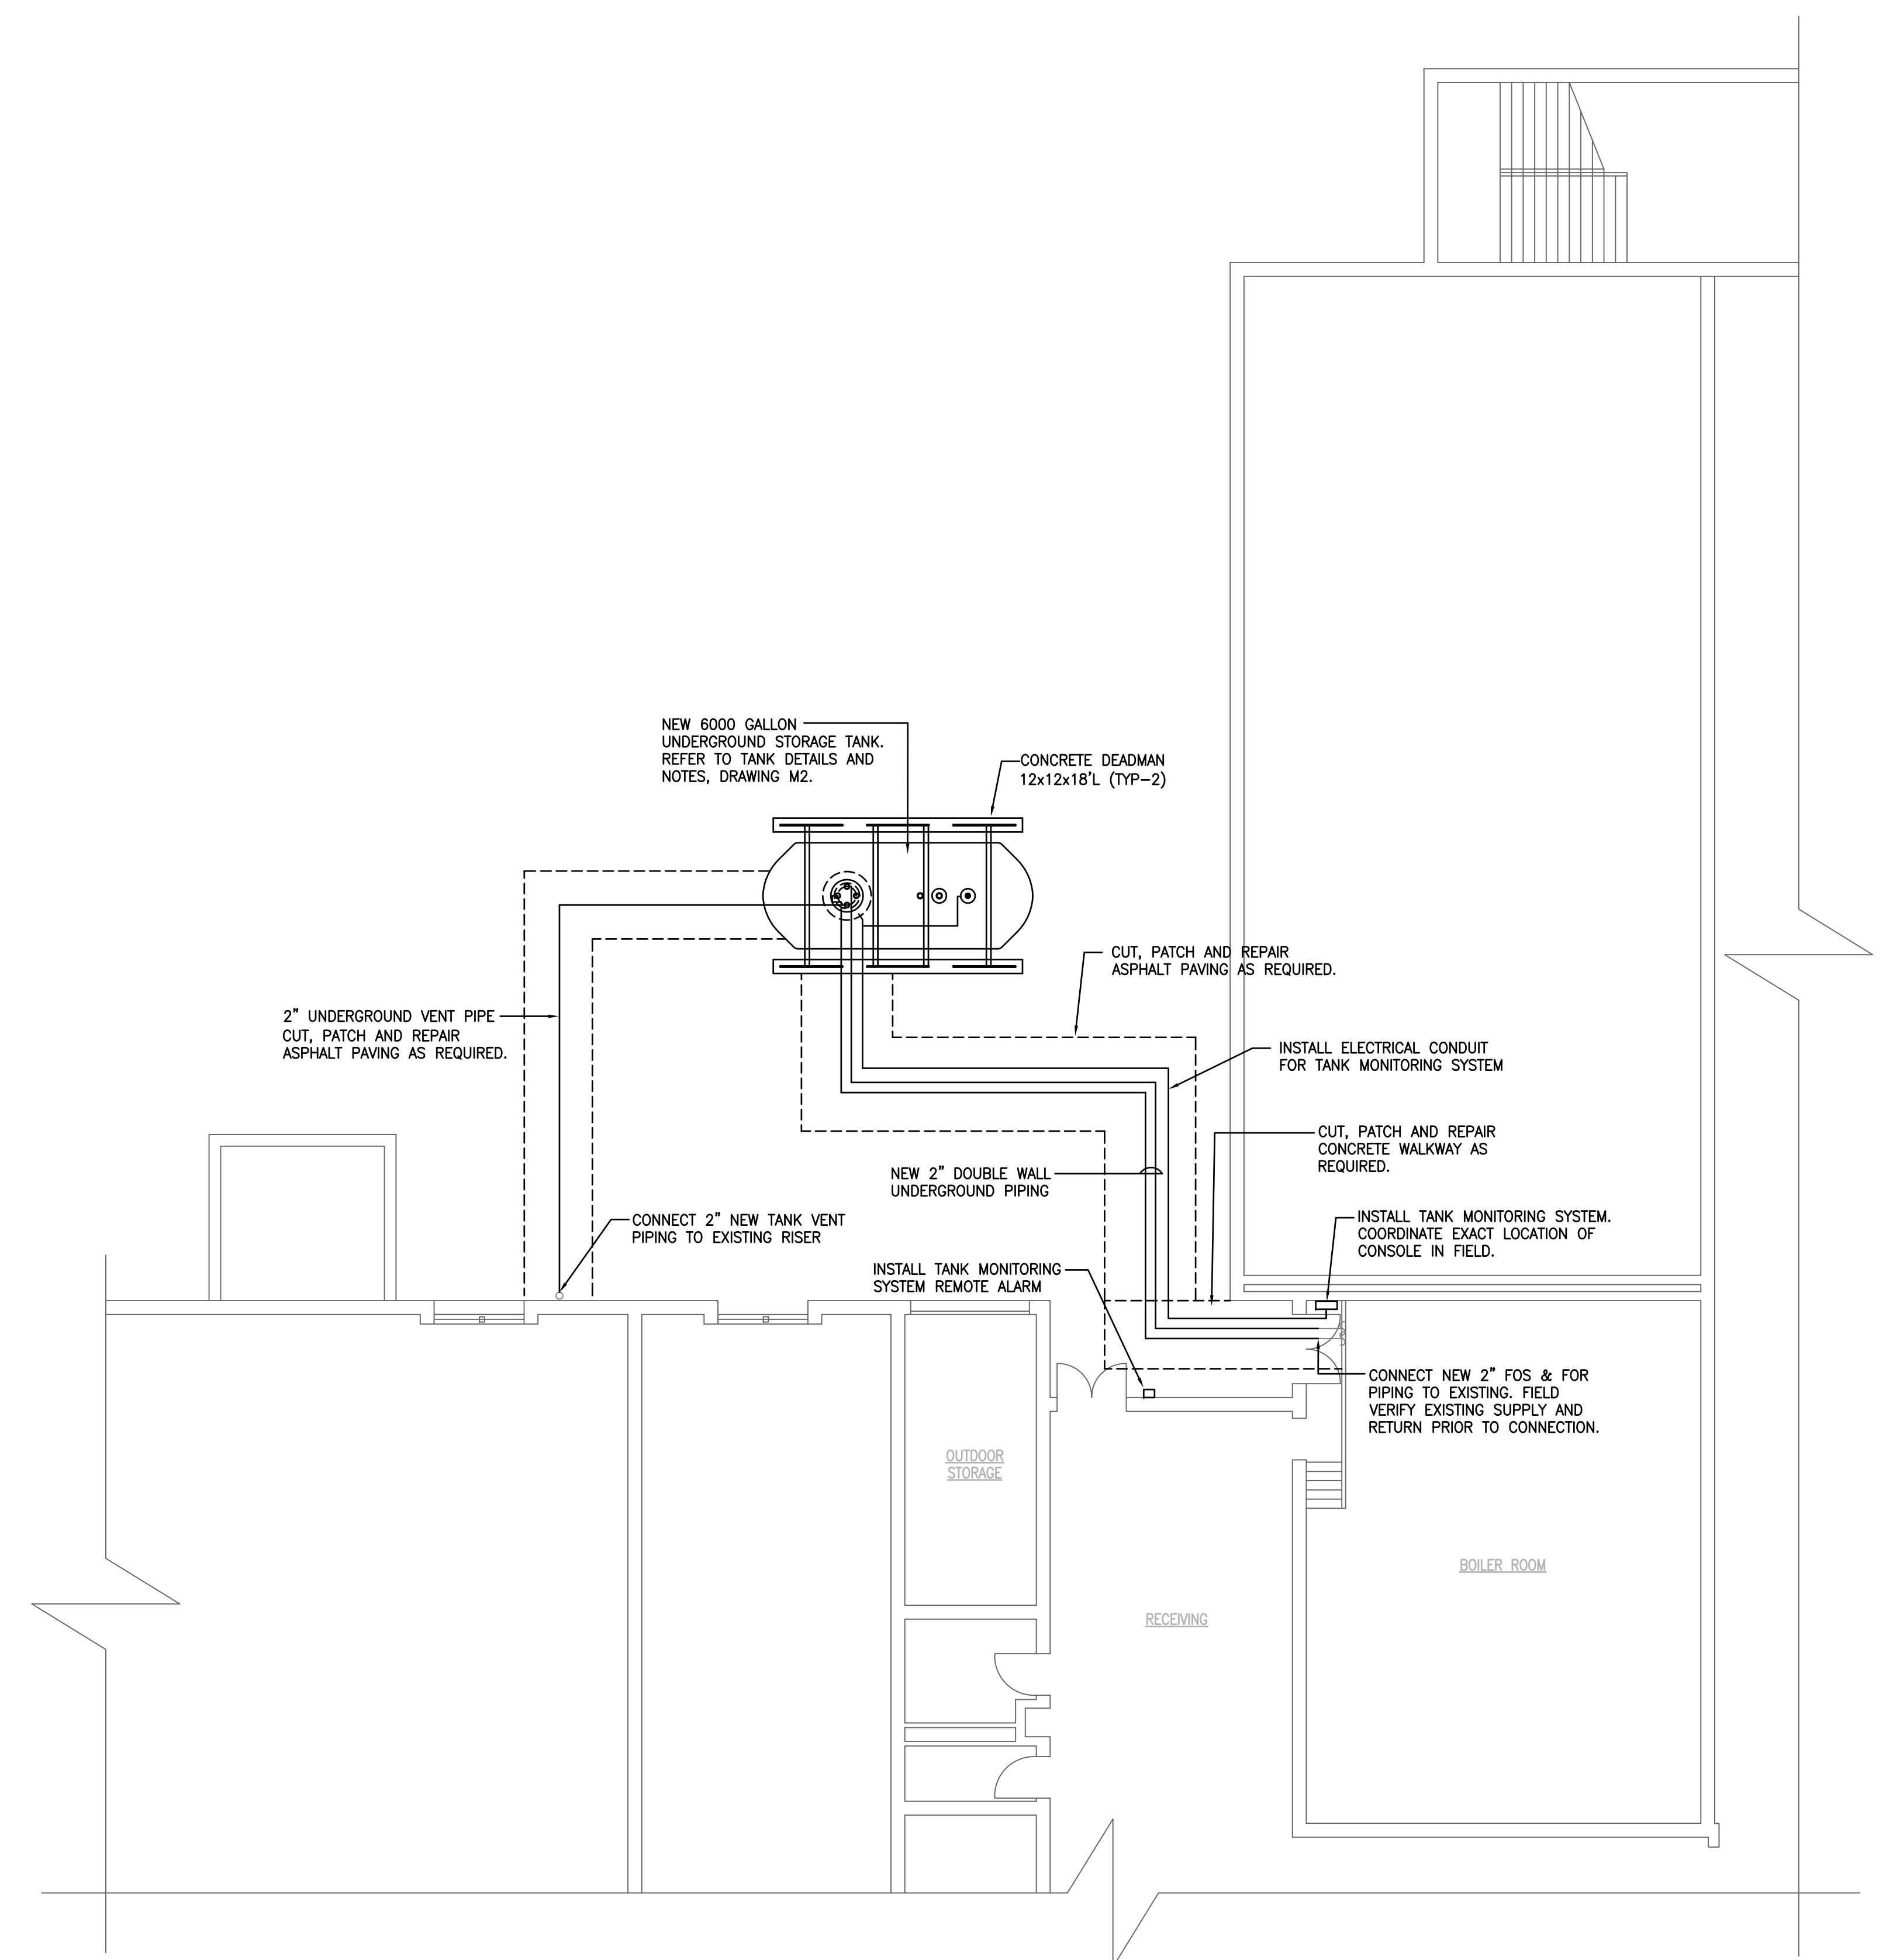 NEW 6000 GALLON
UNDERGROUND STORAGE TANK.
REFER TO TANK DETAILS AND
NOTES, DRAWING M2.
CONCRETE DEADMAN
12x12x18'L (TYP-2)
CUT, PATCH AND REPAIR
ASPHALT PAVING AS REQUIRED.
2" UNDERGROUND VENT PIPE
CUT, PATCH AND REPAIR
ASPHALT PAVING AS REQUIRED.
INSTALL ELECTRICAL CONDUIT
FOR TANK MONITORING SYSTEM
CUT, PATCH AND REPAIR
CONCRETE WALKWAY AS
REQUIRED.
NEW 2" DOUBLE WALL
UNDERGROUND PIPING
CONNECT 2" NEW TANK VENT
PIPING TO EXISTING RISER
INSTALL TANK MONITORING SYSTEM.
COORDINATE EXACT LOCATION OF
CONSOLE IN FIELD.
INSTALL TANK MONITORING
SYSTEM REMOTE ALARM
CONNECT NEW 2" FOS & FOR
PIPING TO EXISTING. FIELD
VERIFY EXISTING SUPPLY AND
RETURN PRIOR TO CONNECTION.
OUTDOOR
STORAGE
BOILER ROOM
RECEIVING